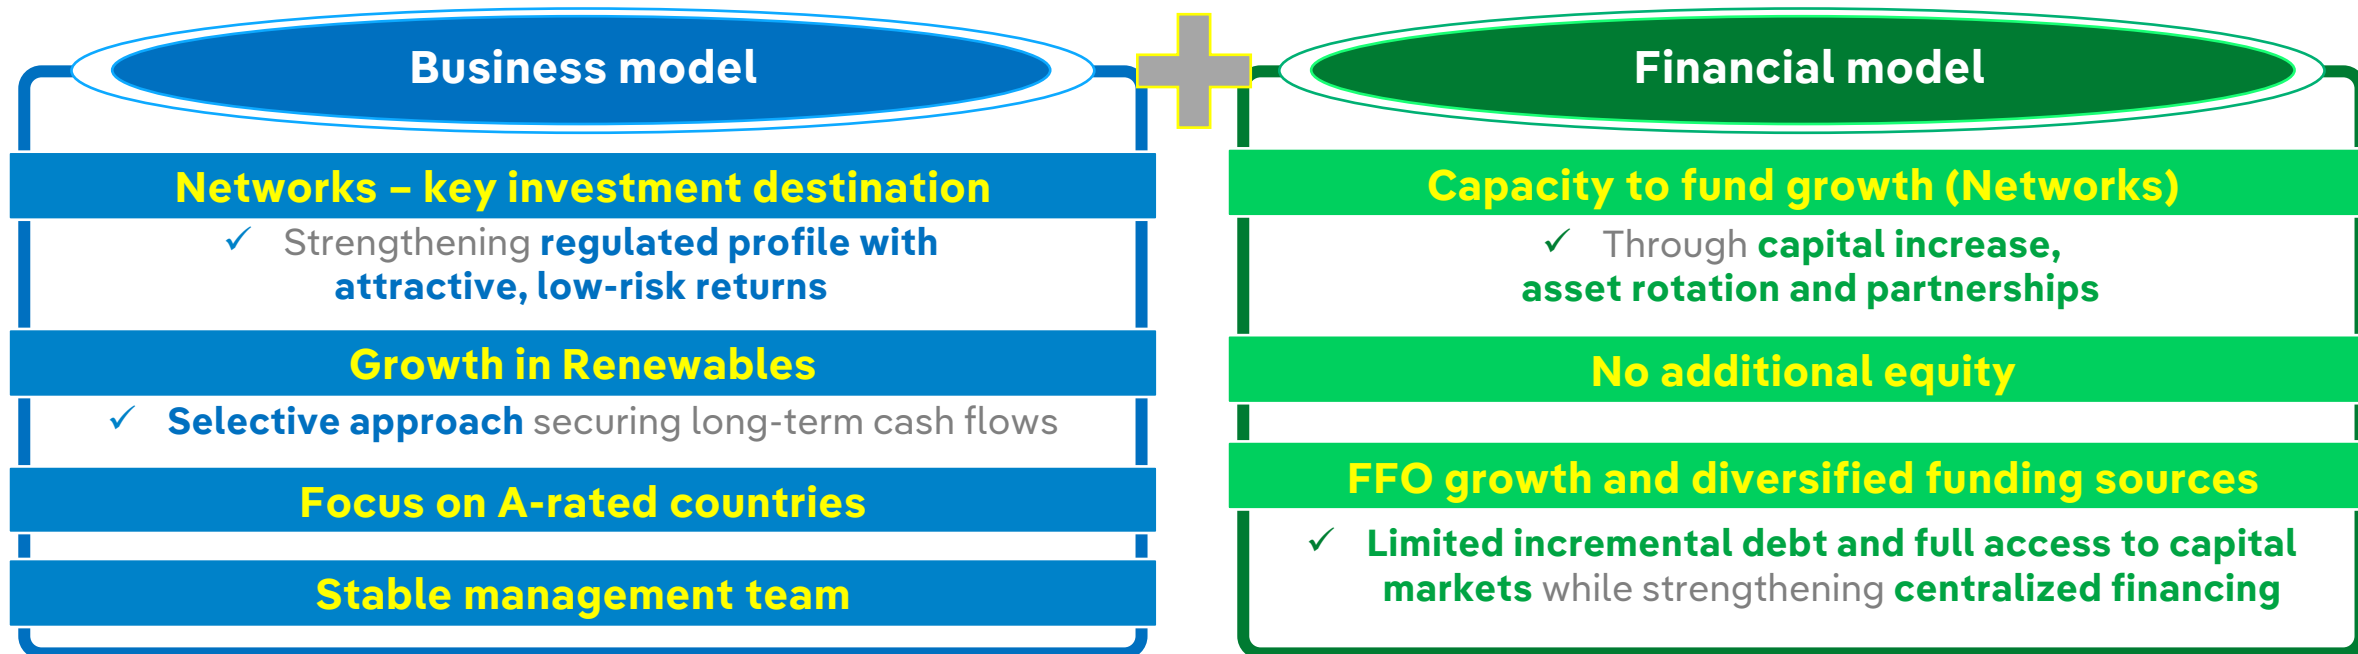 Business model
Networks – key investment destination
✓ Strengthening regulated profile with
attractive, low-risk returns
Growth in Renewables
✓ Selective approach securing long-term cash flows
Focus on A-rated countries
Stable management team
Financial model
Capacity to fund growth (Networks)
✓ Through capital increase,
asset rotation and partnerships
No additional equity
FFO growth and diversified funding sources
✓ Limited incremental debt and full access to capital
markets while strengthening centralized financing